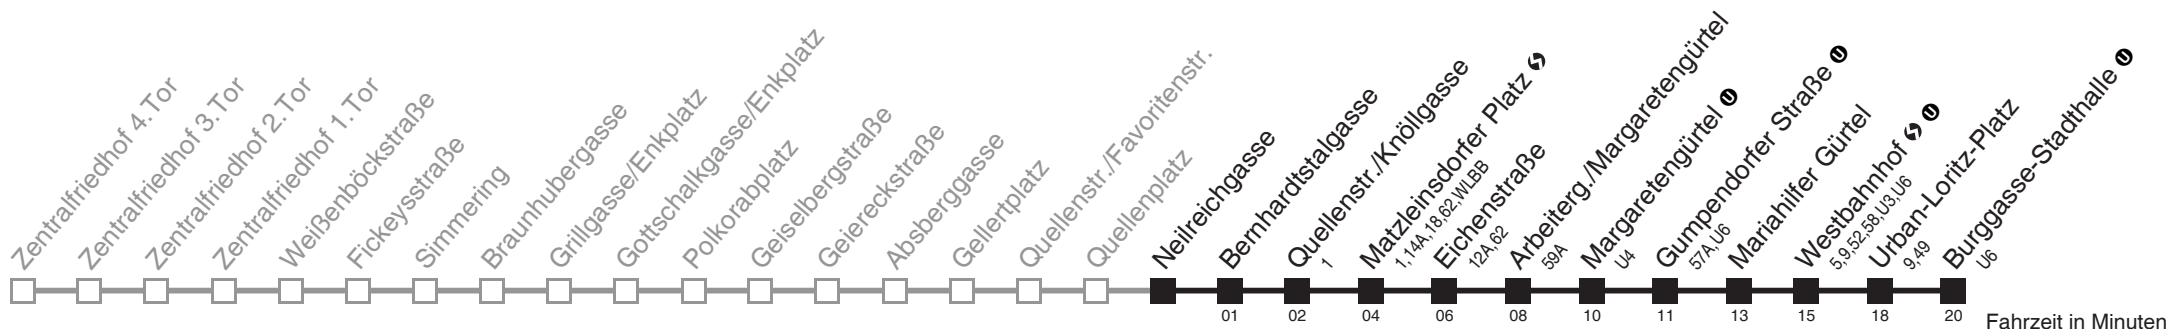 Zentralfriedhof 4.Tor
Zentralfriedhof 3.Tor
Zentralfriedhof 2.Tor
Zentralfriedhof 1.Tor
Weißenböckstraße
Fickeysstraße
Simmering
Braunhubergasse
Grillgasse/Enkplatz
Gottschalkgasse/Enkplatz
Polkorabplatz
Geiselbergstraße
Geiereckstraße
Absberggasse
Gellertplatz
Quellenstr./Favoritenstr.
Quellenplatz
Neilreichgasse
Bernhardtstalgasse
Quellenstr./Knöllgasse
1
Matzleinsdorfer Platz
1,14A,18,62,WLBB
Eichenstraße
12A,62
Arbeiterg./Margaretengürtel
59A
Margaretengürtel U
U4
Gumpendorfer Straße U
57A,U6
Mariahilfer Gürtel
Westbahnhof U
5,9,52,58,U3,U6
Urban-Loritz-Platz
9,49
Burggasse-Stadthalle U
U6
01 02 04 06 08 10 11 13 15 18 20
Fahrzeit in Minuten